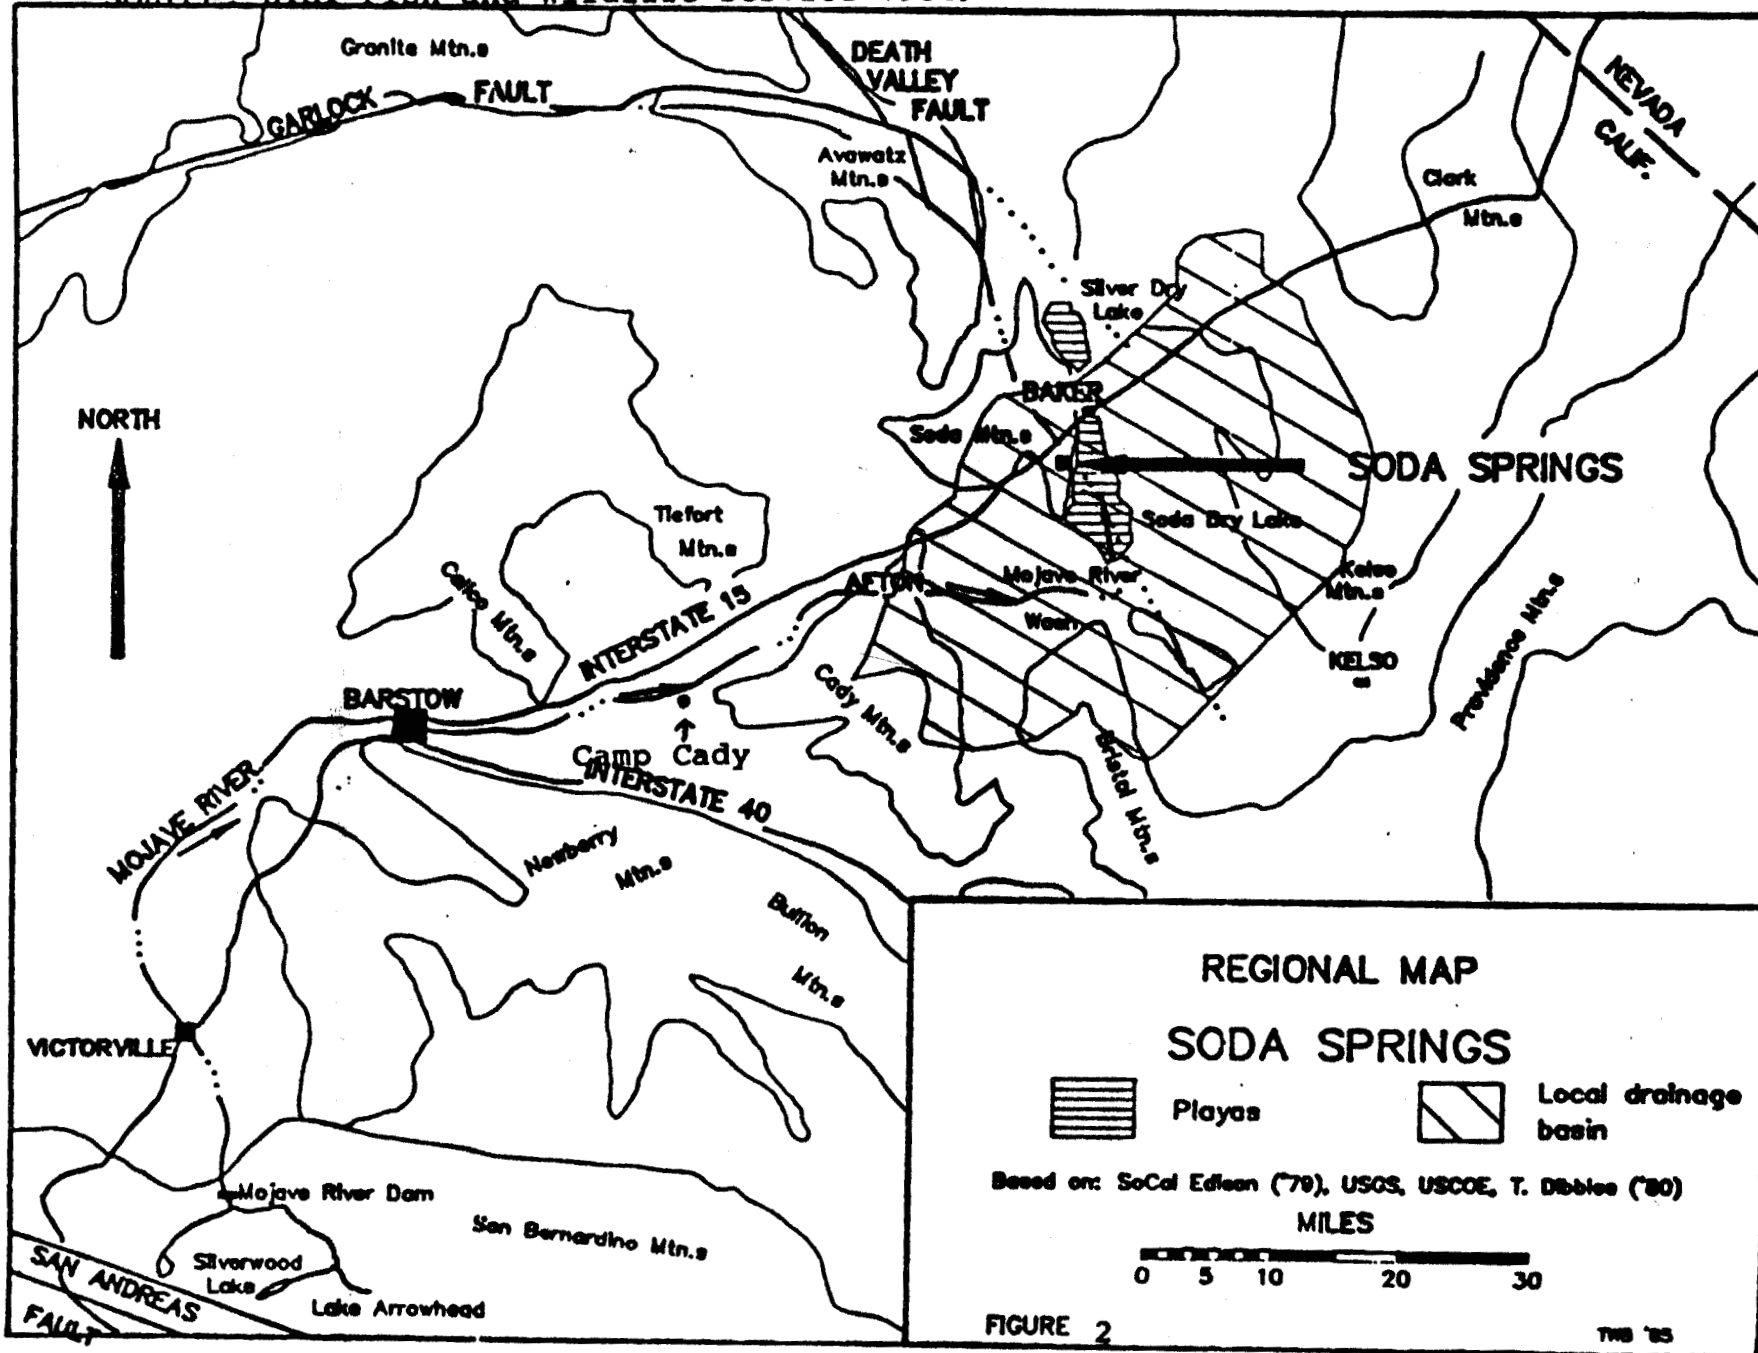 Granite Mtn.s
DEATH
VALLEY
FAULT
GARLOCK FAULT
NEVADA
CALIF.
Avawatz
Mtn.s
Clark
Mtn.s
Silver Dry
Lake
NORTH
BAKER
Soda Mtn.s
SODA SPRINGS
Tiefort
Mtn.s
Soda Dry Lake
Calico Mtn.s
INTERSTATE 15
AFTON
Mojave River
Wash
Kelso
Mtn.s
Providence Mtn.s
KELSO
BARSTOW
Cady Mtn.s
Camp Cady
INTERSTATE 40
Bristol Mtn.s
MOJAVE RIVER
Newberry
Mtn.s
Bullion
Mtn.s
VICTORVILLE
Mojave River Dam
San Bernardino Mtn.s
Silverwood
Lake
Lake Arrowhead
SAN ANDREAS
FAULT
REGIONAL MAP
SODA SPRINGS
Playas
Local drainage
basin
Based on: SoCal Edison ('79), USGS, USCOE, T. Dibblee ('80)
MILES
0 5 10 20 30
FIGURE 2
TWB '85